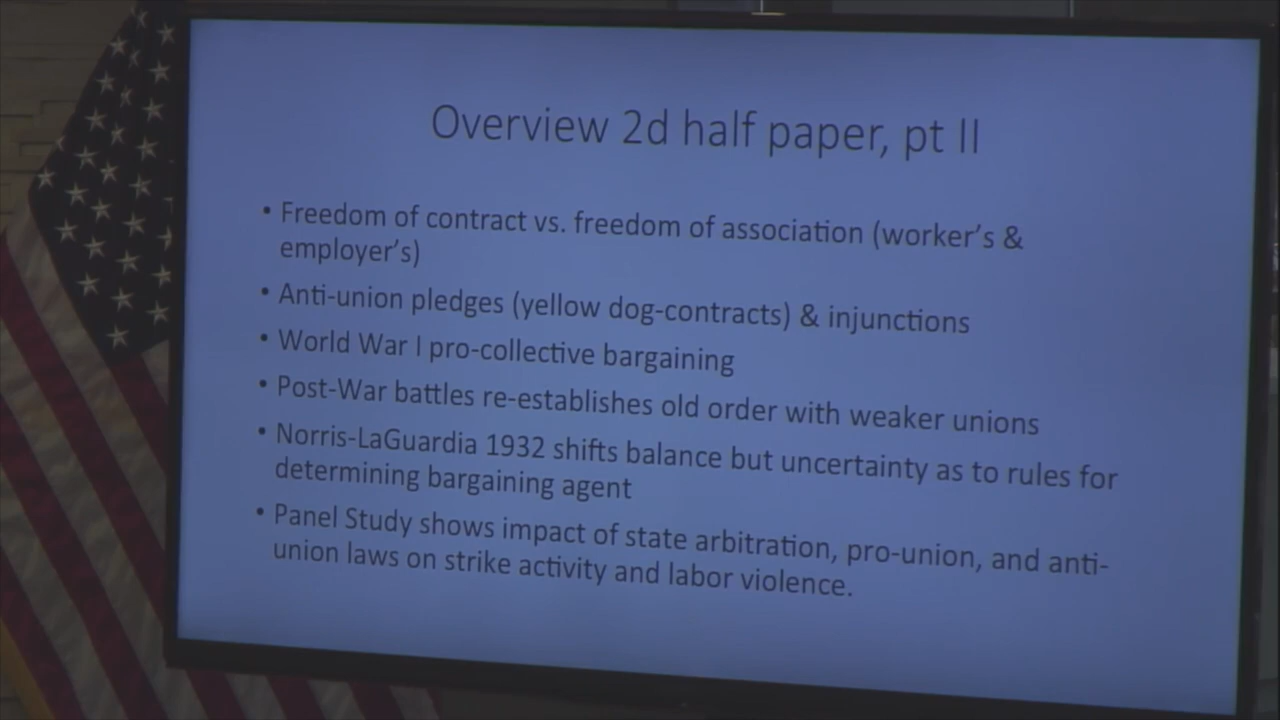 Overview 2d half paper, pt II
• Freedom of contract vs. freedom of association (worker's &
employer's)
• Anti-union pledges (yellow dog-contracts) & injunctions
• World War I pro-collective bargaining
• Post-War battles re-establishes old order with weaker unions
• Norris-LaGuardia 1932 shifts balance but uncertainty as to rules for
determining bargaining agent
• Panel Study shows impact of state arbitration, pro-union, and anti-
union laws on strike activity and labor violence.